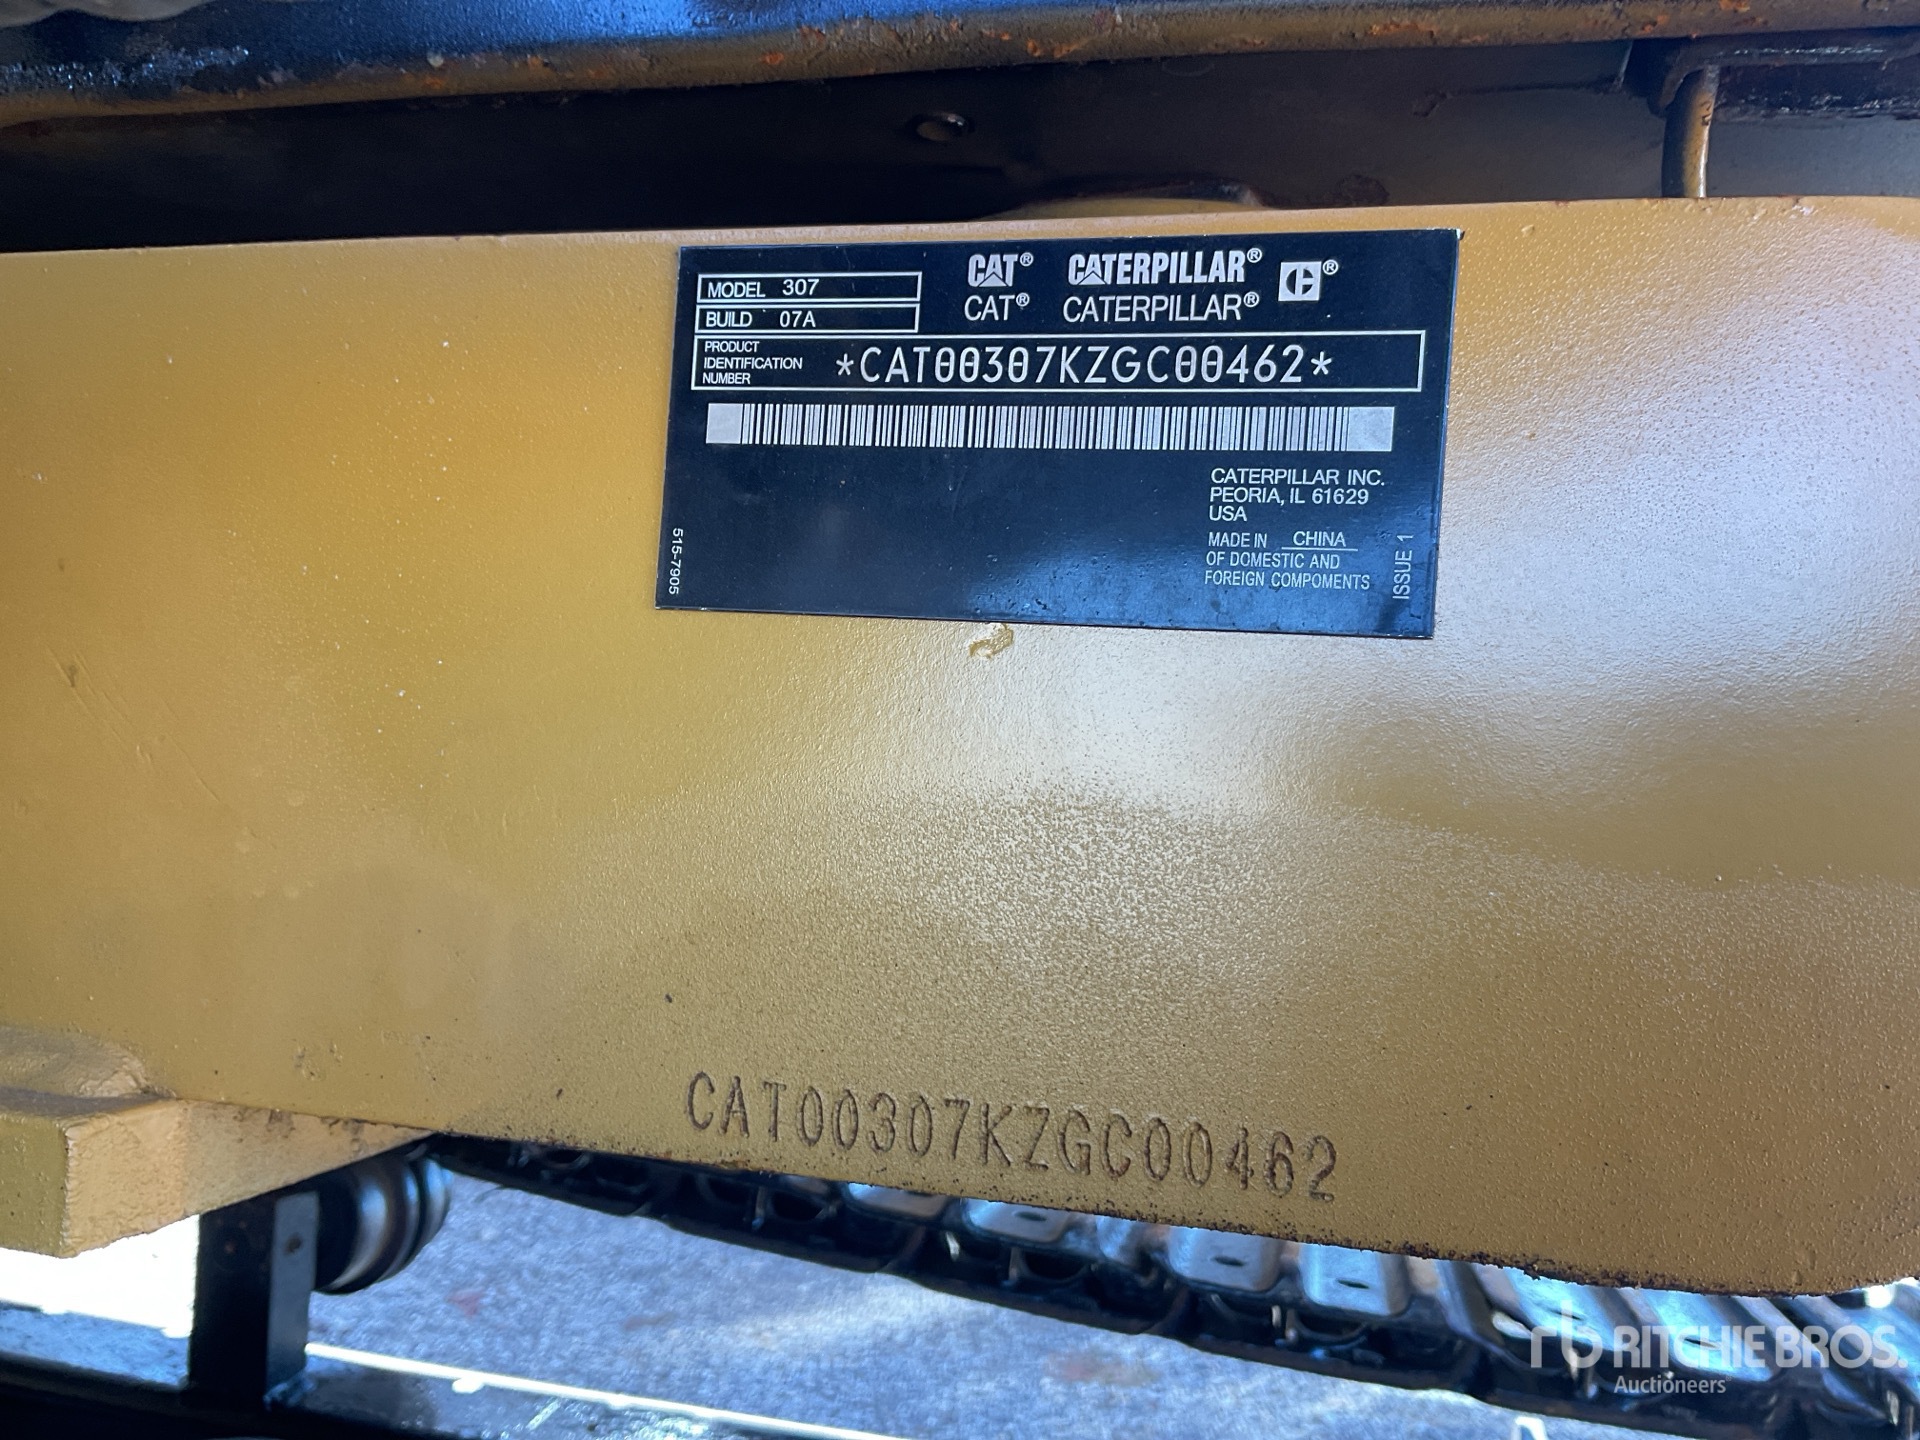 MODEL 307
BUILD 07A
CAT® CATERPILLAR® C®
CAT® CATERPILLAR®
PRODUCT
IDENTIFICATION
NUMBER
*CAT00307KZGC00462*
CATERPILLAR INC.
PEORIA, IL 61629
USA
MADE IN CHINA
OF DOMESTIC AND
FOREIGN COMPOMENTS
515-7905
ISSUE 1
CAT00307KZGC00462
rb RITCHIE BROS.
Auctioneers